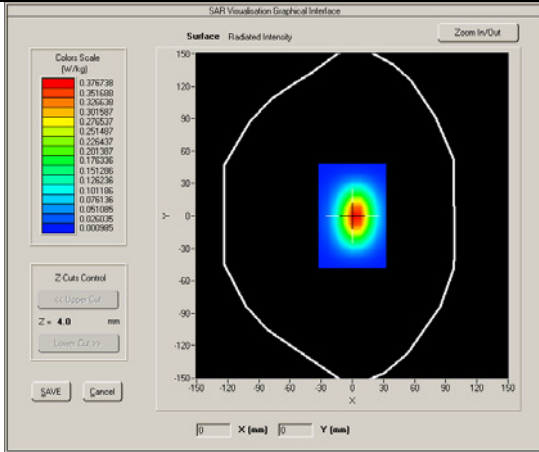 SAR Visualisation Graphical Interface
Surface Radiated Intensity
Zoom In/Out
Colors Scale
(W/kg)
0.376738
0.351688
0.326638
0.301587
0.276537
0.251487
0.226437
0.201387
0.176336
0.151286
0.126236
0.101186
0.076136
0.051085
0.026035
0.000985
Z-Cuts Control
<< Upper Cut
Z = 4.0 mm
Lower Cut >>
SAVE
Cancel
150
120
90
60
30
0
-30
-60
-90
-120
-150
Y
-150 -120 -90 -60 -30 0 30 60 90 120 150
X
0 X (mm) 0 Y (mm)